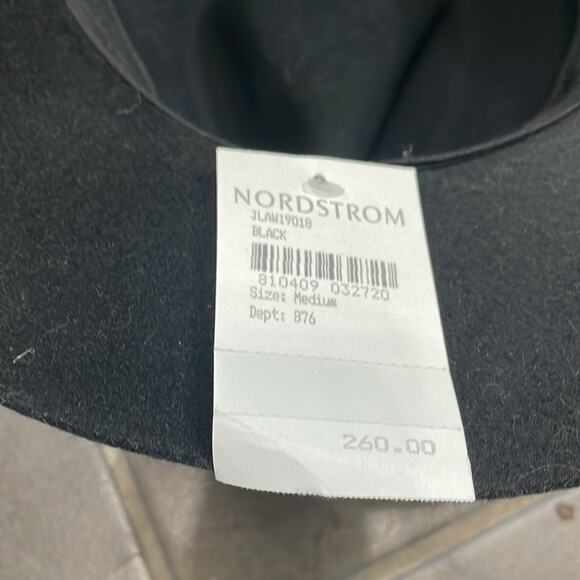 NORDSTROM
JLAW19018
BLACK
810409 032720
Size: Medium
Dept: 876
260.00